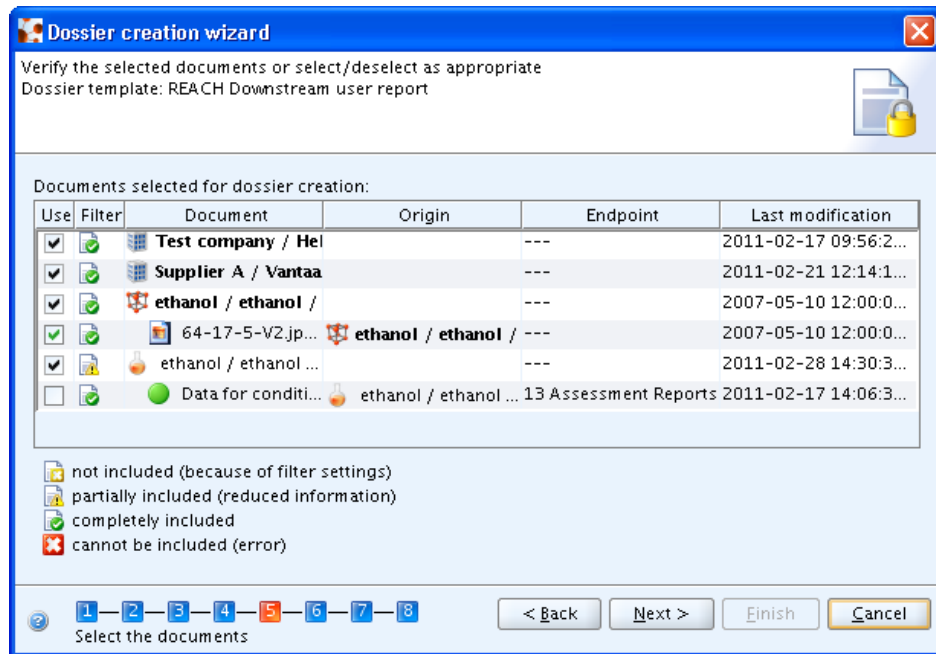 Dossier creation wizard
Verify the selected documents or select/deselect as appropriate
Dossier template: REACH Downstream user report
Documents selected for dossier creation:
Use Filter Document Origin Endpoint Last modification
Test company / Hel --- 2011-02-17 09:56:2...
Supplier A / Vantaa --- 2011-02-21 12:14:1...
ethanol / ethanol / --- 2007-05-10 12:00:0...
64-17-5-V2.jp... ethanol / ethanol / --- 2007-05-10 12:00:0...
ethanol / ethanol ... --- 2011-02-28 14:30:3...
Data for conditi... ethanol / ethanol ... 13 Assessment Reports 2011-02-17 14:06:3...
not included (because of filter settings)
partially included (reduced information)
completely included
cannot be included (error)
1 2 3 4 5 6 7 8 < Back Next > Finish Cancel
Select the documents